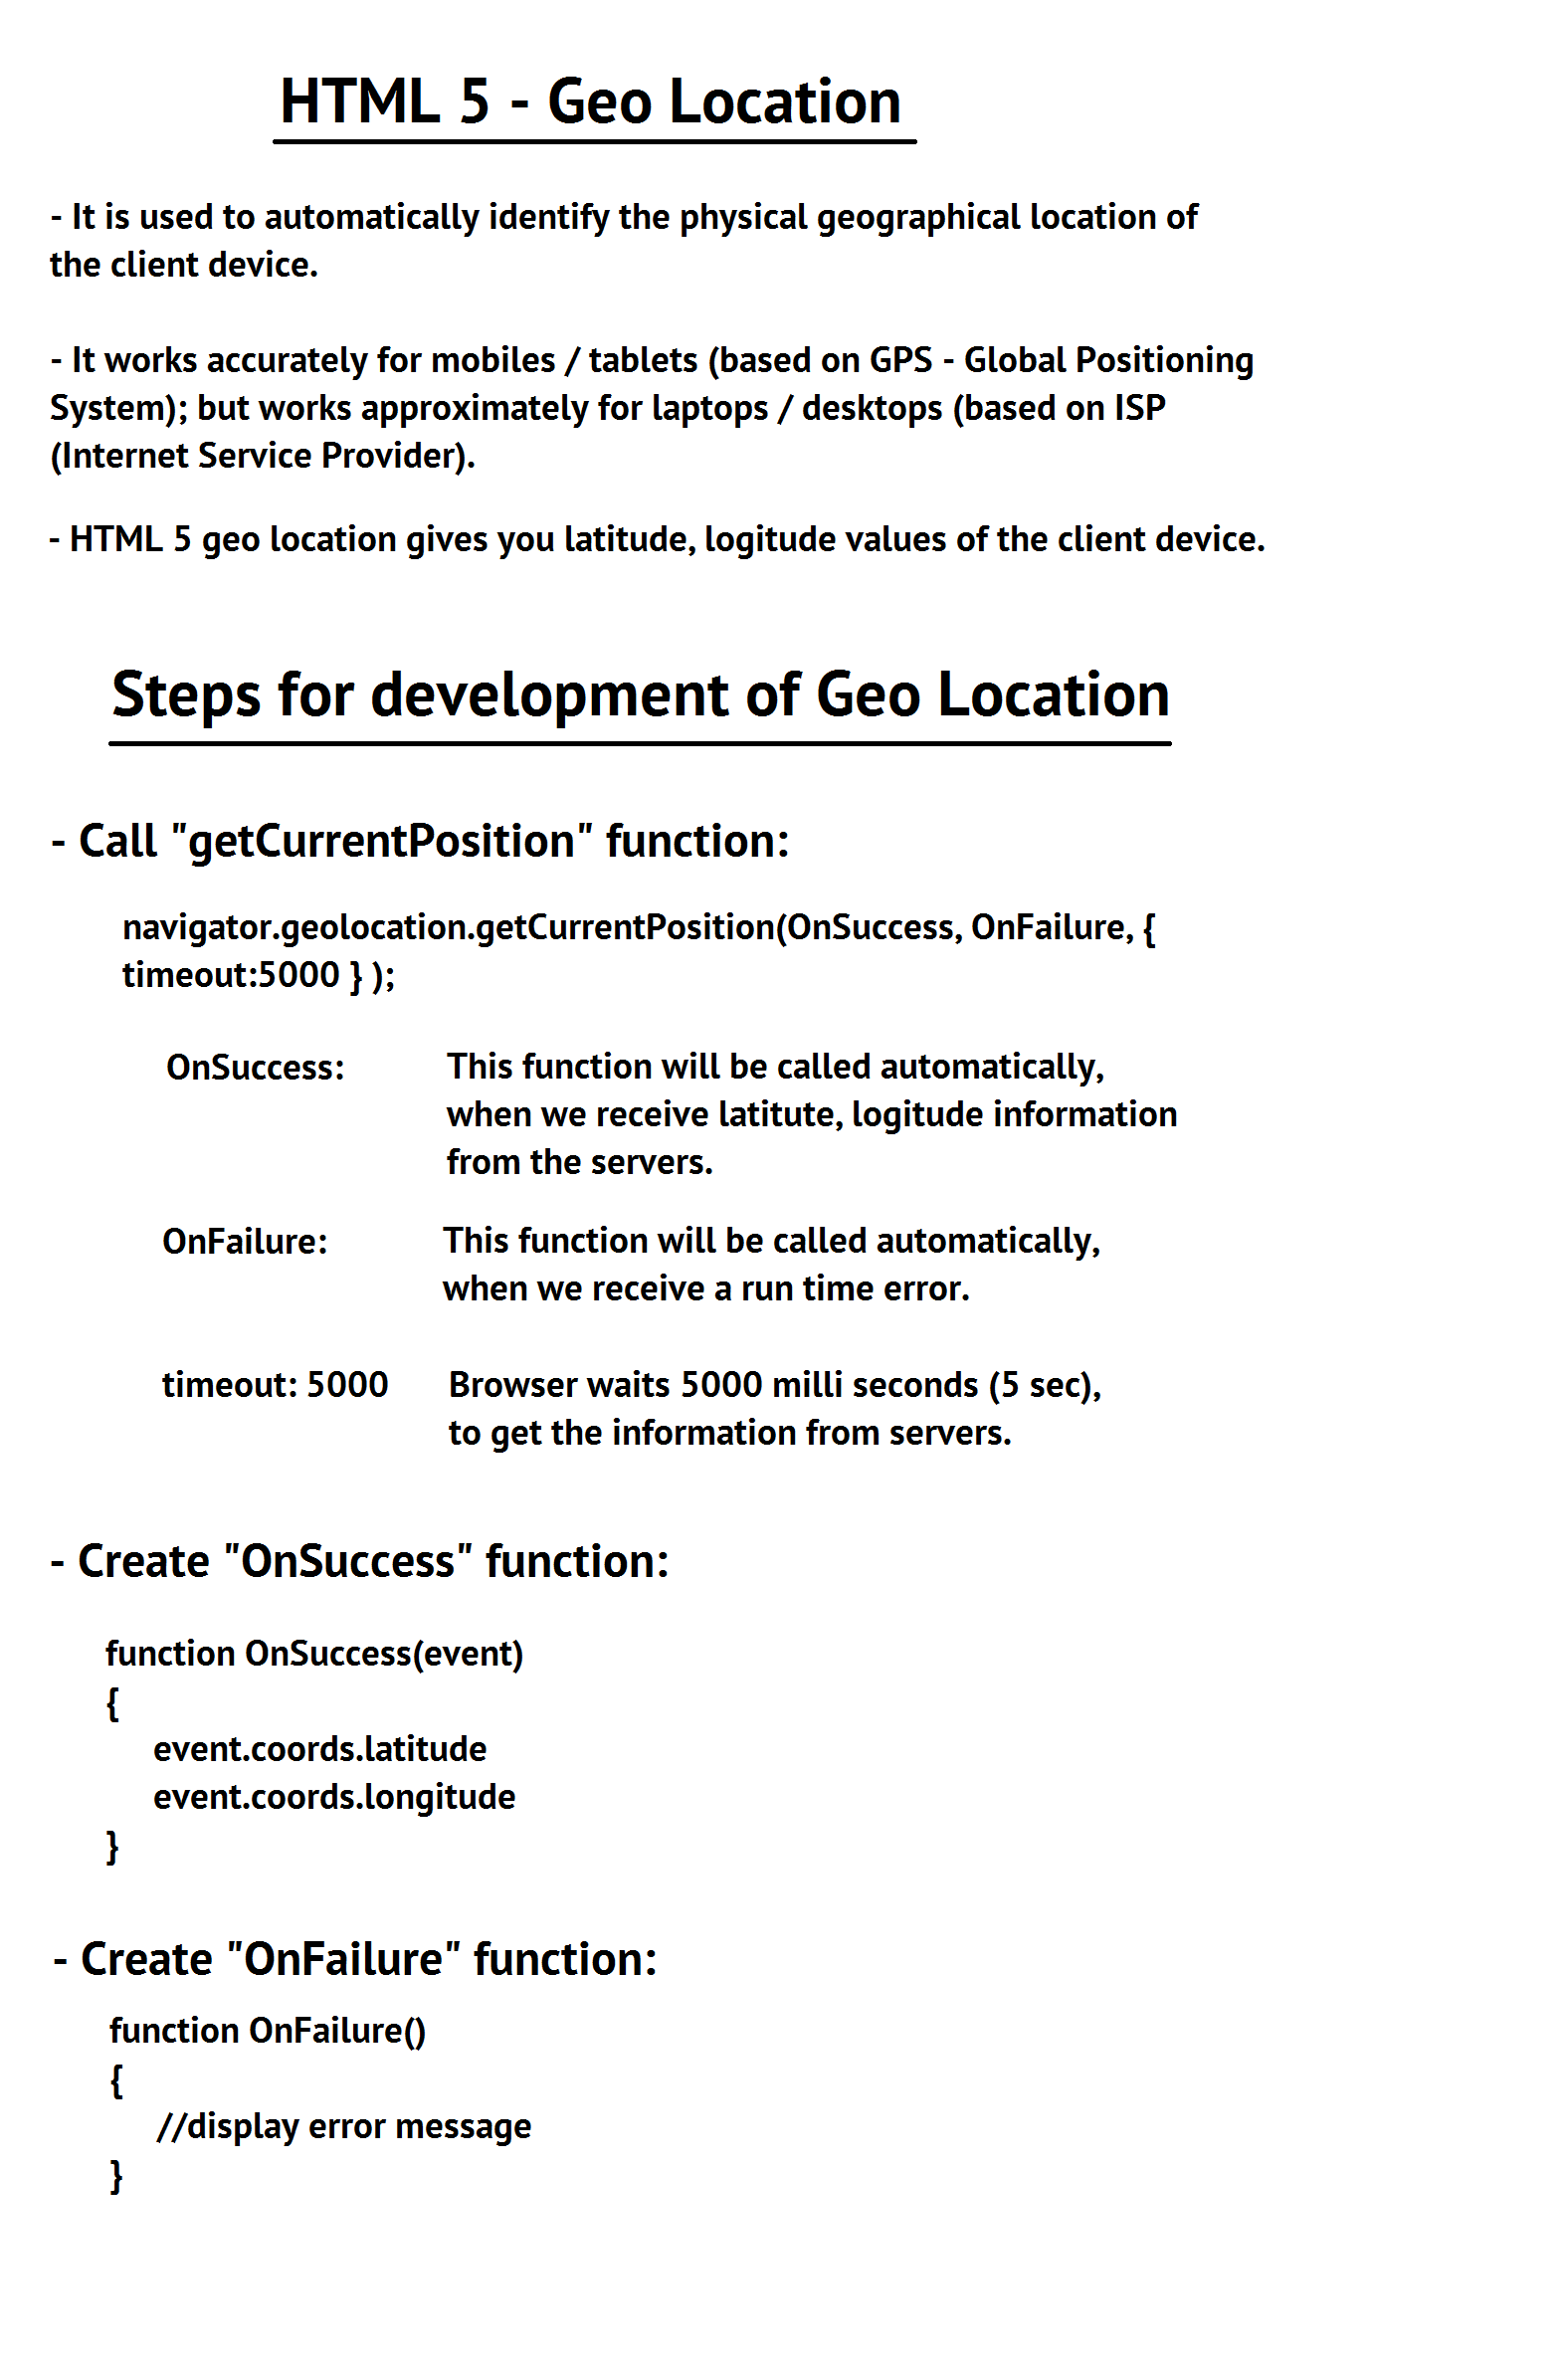 HTML 5 - Geo Location
- It is used to automatically identify the physical geographical location of
the client device.
- It works accurately for mobiles / tablets (based on GPS - Global Positioning
System); but works approximately for laptops / desktops (based on ISP
(Internet Service Provider).
- HTML 5 geo location gives you latitude, logitude values of the client device.
Steps for development of Geo Location
- Call "getCurrentPosition" function:
navigator.geolocation.getCurrentPosition(OnSuccess, OnFailure, {
timeout:5000 } );
OnSuccess: This function will be called automatically,
when we receive latitute, logitude information
from the servers.
OnFailure: This function will be called automatically,
when we receive a run time error.
timeout: 5000 Browser waits 5000 milli seconds (5 sec),
to get the information from servers.
- Create "OnSuccess" function:
function OnSuccess(event)
{
event.coords.latitude
event.coords.longitude
}
- Create "OnFailure" function:
function OnFailure()
{
//display error message
}